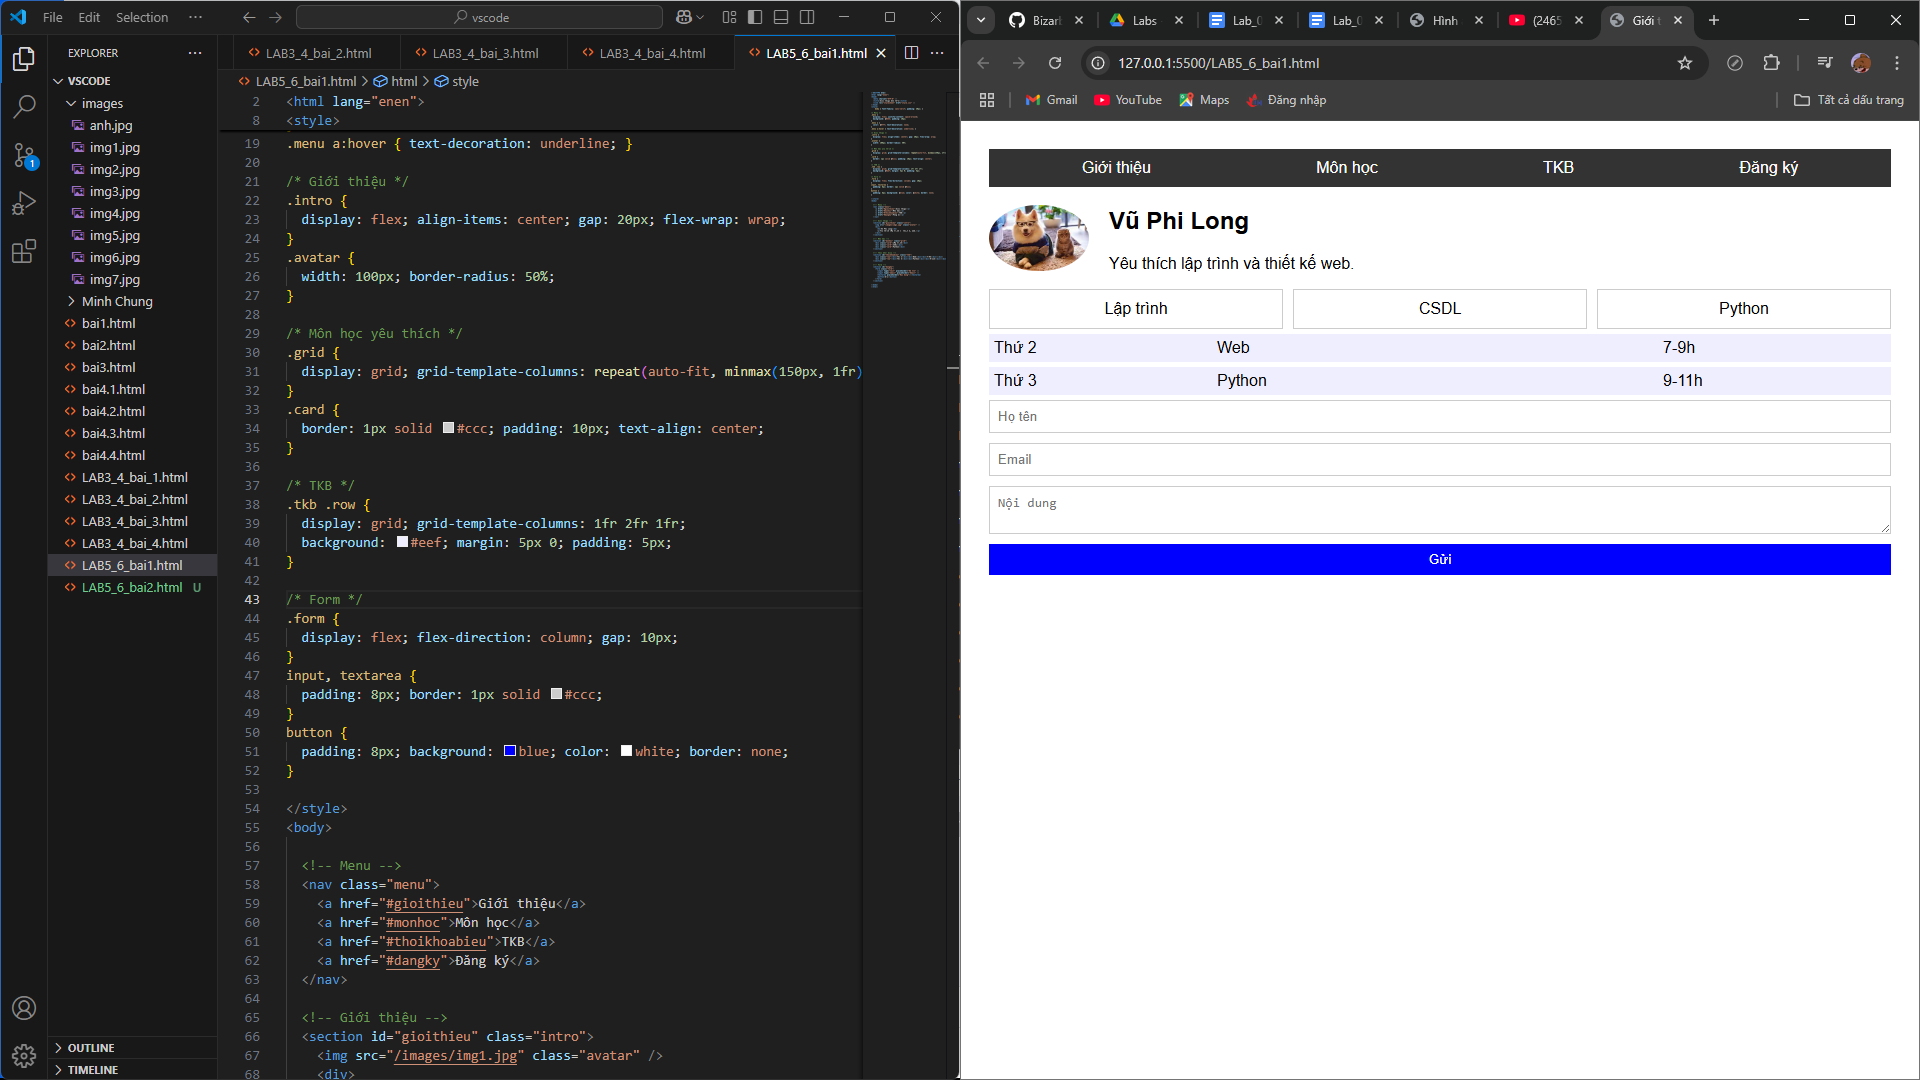 File Edit Selection ···
vscode
EXPLORER
VSCODE
images
anh.jpg
img1.jpg
img2.jpg
img3.jpg
img4.jpg
img5.jpg
img6.jpg
img7.jpg
Minh Chung
bai1.html
bai2.html
bai3.html
bai4.1.html
bai4.2.html
bai4.3.html
bai4.4.html
LAB3_4_bai_1.html
LAB3_4_bai_2.html
LAB3_4_bai_3.html
LAB3_4_bai_4.html
LAB5_6_bai1.html
LAB5_6_bai2.html U
OUTLINE
TIMELINE
1
LAB3_4_bai_2.html LAB3_4_bai_3.html LAB3_4_bai_4.html LAB5_6_bai1.html
LAB5_6_bai1.html > html > style
2 <html lang="enen">
8 <style>
19 .menu a:hover { text-decoration: underline; }
20
21 /* Giới thiệu */
22 .intro {
23 display: flex; align-items: center; gap: 20px; flex-wrap: wrap;
24 }
25 .avatar {
26 width: 100px; border-radius: 50%;
27 }
28
29 /* Môn học yêu thích */
30 .grid {
31 display: grid; grid-template-columns: repeat(auto-fit, minmax(150px, 1fr)
32 }
33 .card {
34 border: 1px solid #ccc; padding: 10px; text-align: center;
35 }
36
37 /* TKB */
38 .tkb .row {
39 display: grid; grid-template-columns: 1fr 2fr 1fr;
40 background: #eef; margin: 5px 0; padding: 5px;
41 }
42
43 /* Form */
44 .form {
45 display: flex; flex-direction: column; gap: 10px;
46 }
47 input, textarea {
48 padding: 8px; border: 1px solid #ccc;
49 }
50 button {
51 padding: 8px; background: blue; color: white; border: none;
52 }
53
54 </style>
55 <body>
56
57 <!-- Menu -->
58 <nav class="menu">
59 <a href="#gioithieu">Giới thiệu</a>
60 <a href="#monhoc">Môn học</a>
61 <a href="#thoikhoabieu">TKB</a>
62 <a href="#dangky">Đăng ký</a>
63 </nav>
64
65 <!-- Giới thiệu -->
66 <section id="gioithieu" class="intro">
67 <img src="/images/img1.jpg" class="avatar" />
68 <div>
Bizar Labs Lab_0 Lab_0 Hình (2465 Giới t
127.0.0.1:5500/LAB5_6_bai1.html
Gmail YouTube Maps Đăng nhập Tất cả dấu trang
Giới thiệu Môn học TKB Đăng ký
Vũ Phi Long
Yêu thích lập trình và thiết kế web.
Lập trình CSDL Python
Thứ 2 Web 7-9h
Thứ 3 Python 9-11h
Họ tên
Email
Nội dung
Gửi